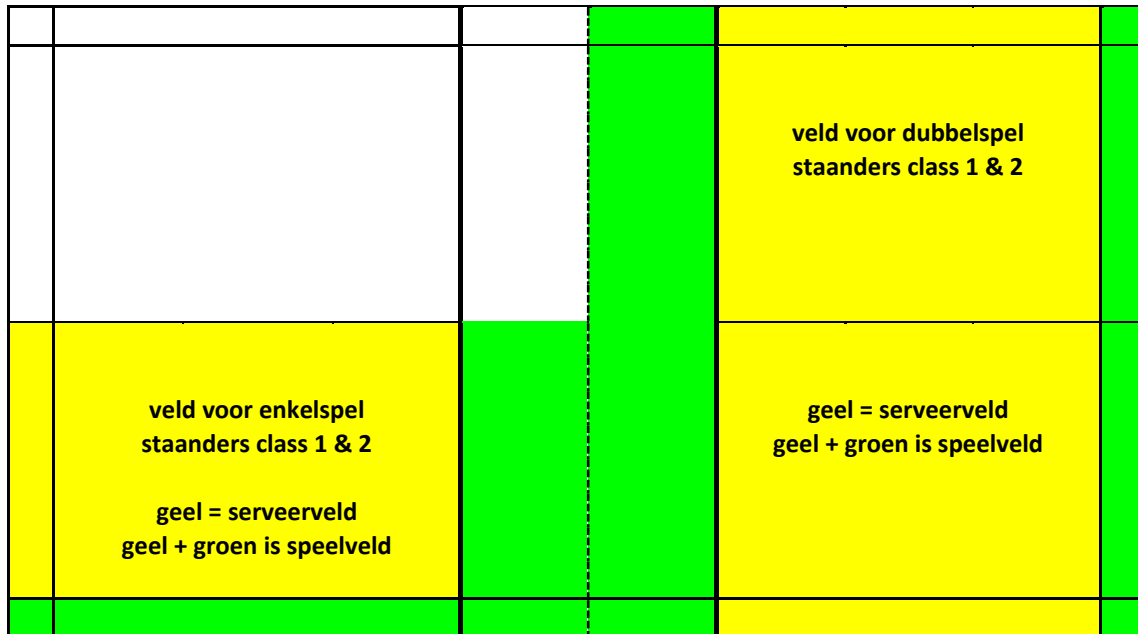 veld voor dubbelspel
staanders class 1 & 2
veld voor enkelspel
staanders class 1 & 2
geel = serveerveld
geel + groen is speelveld
geel = serveerveld
geel + groen is speelveld